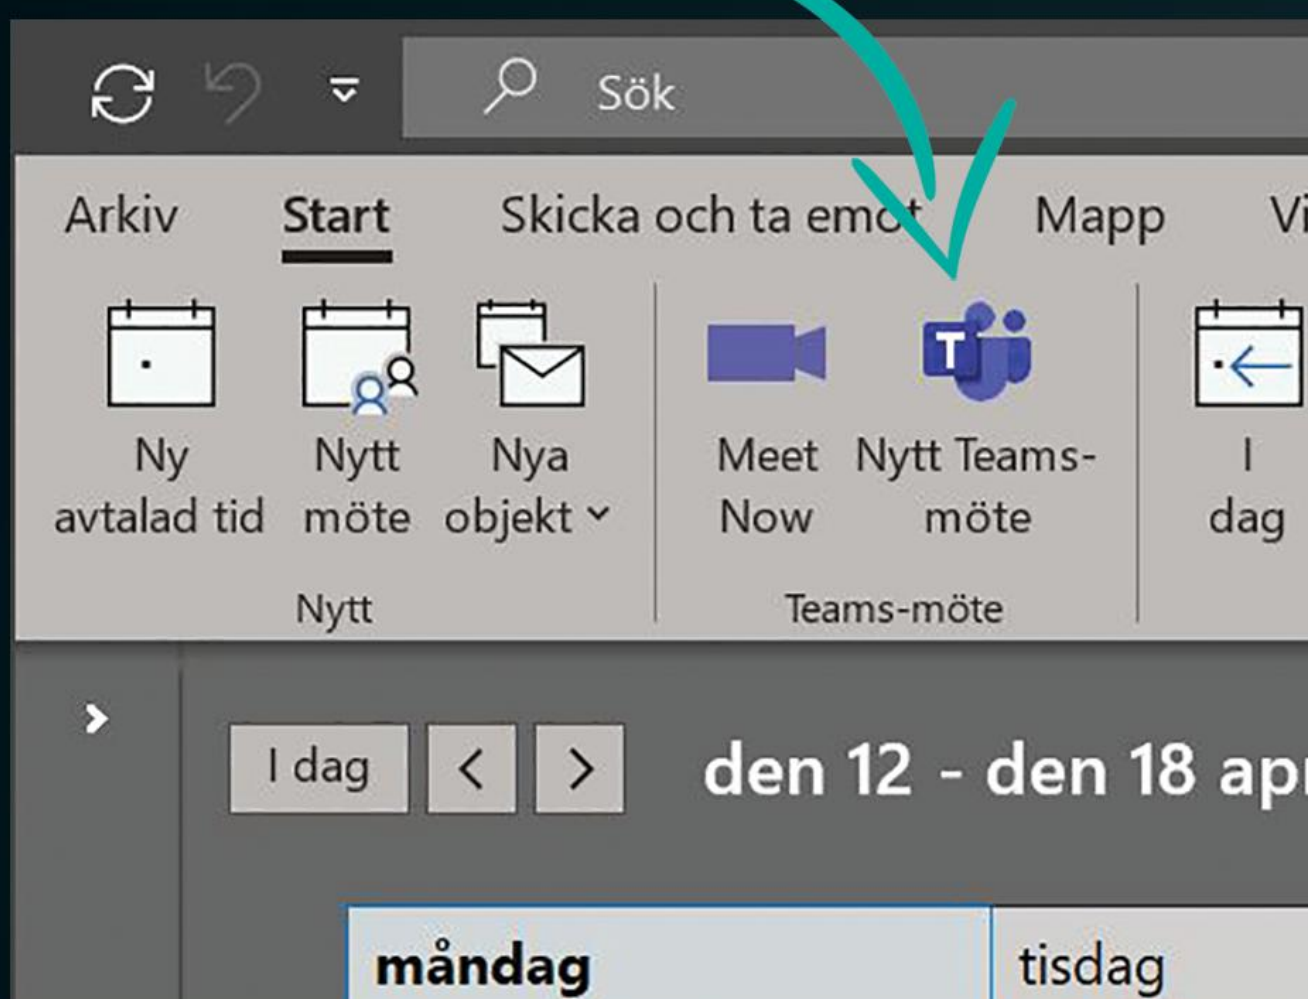 Sök
Arkiv Start Skicka och ta emot Mapp
Ny avtalad tid
Nytt möte
Nya objekt
Meet Now
T
Nytt Teams-möte
I dag
Nytt
Teams-möte
I dag
den 12 - den 18
måndag
tisdag